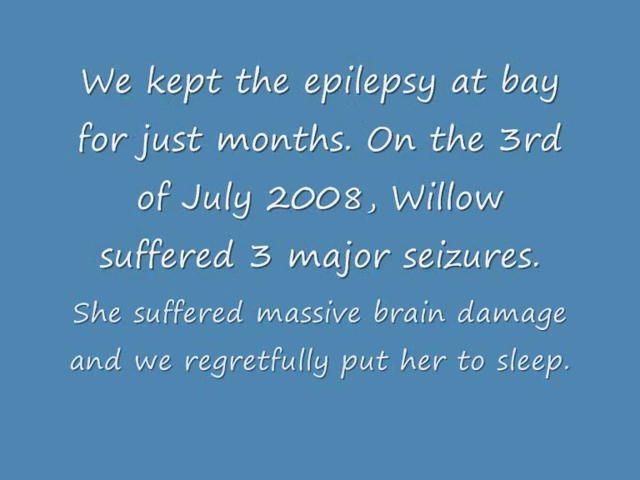 We kept the epilepsy at bay
for just months. On the 3rd
of July 2008, Willow
suffered 3 major seizures.
She suffered massive brain damage
and we regretfully put her to sleep.